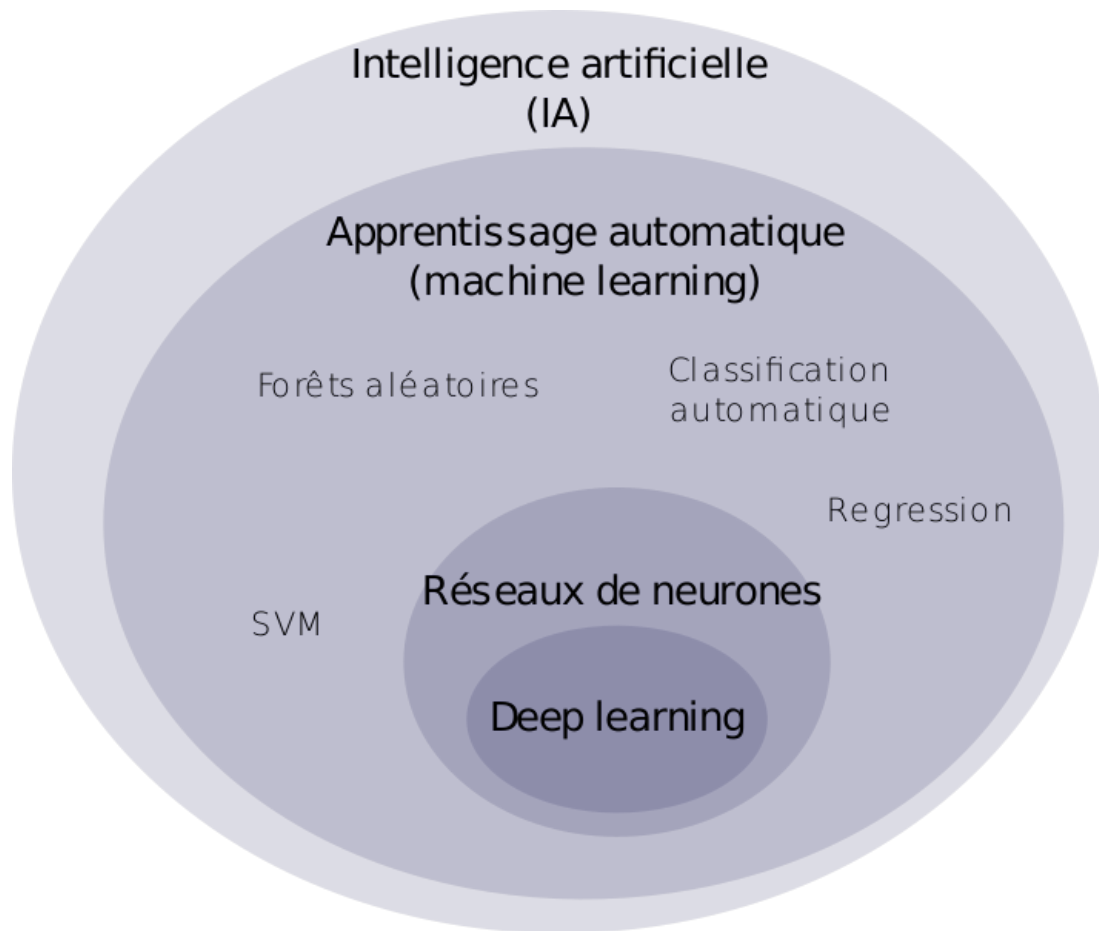 Intelligence artificielle
(IA)
Apprentissage automatique
(machine learning)
Forêts aléatoires
Classification
automatique
Regression
Réseaux de neurones
SVM
Deep learning